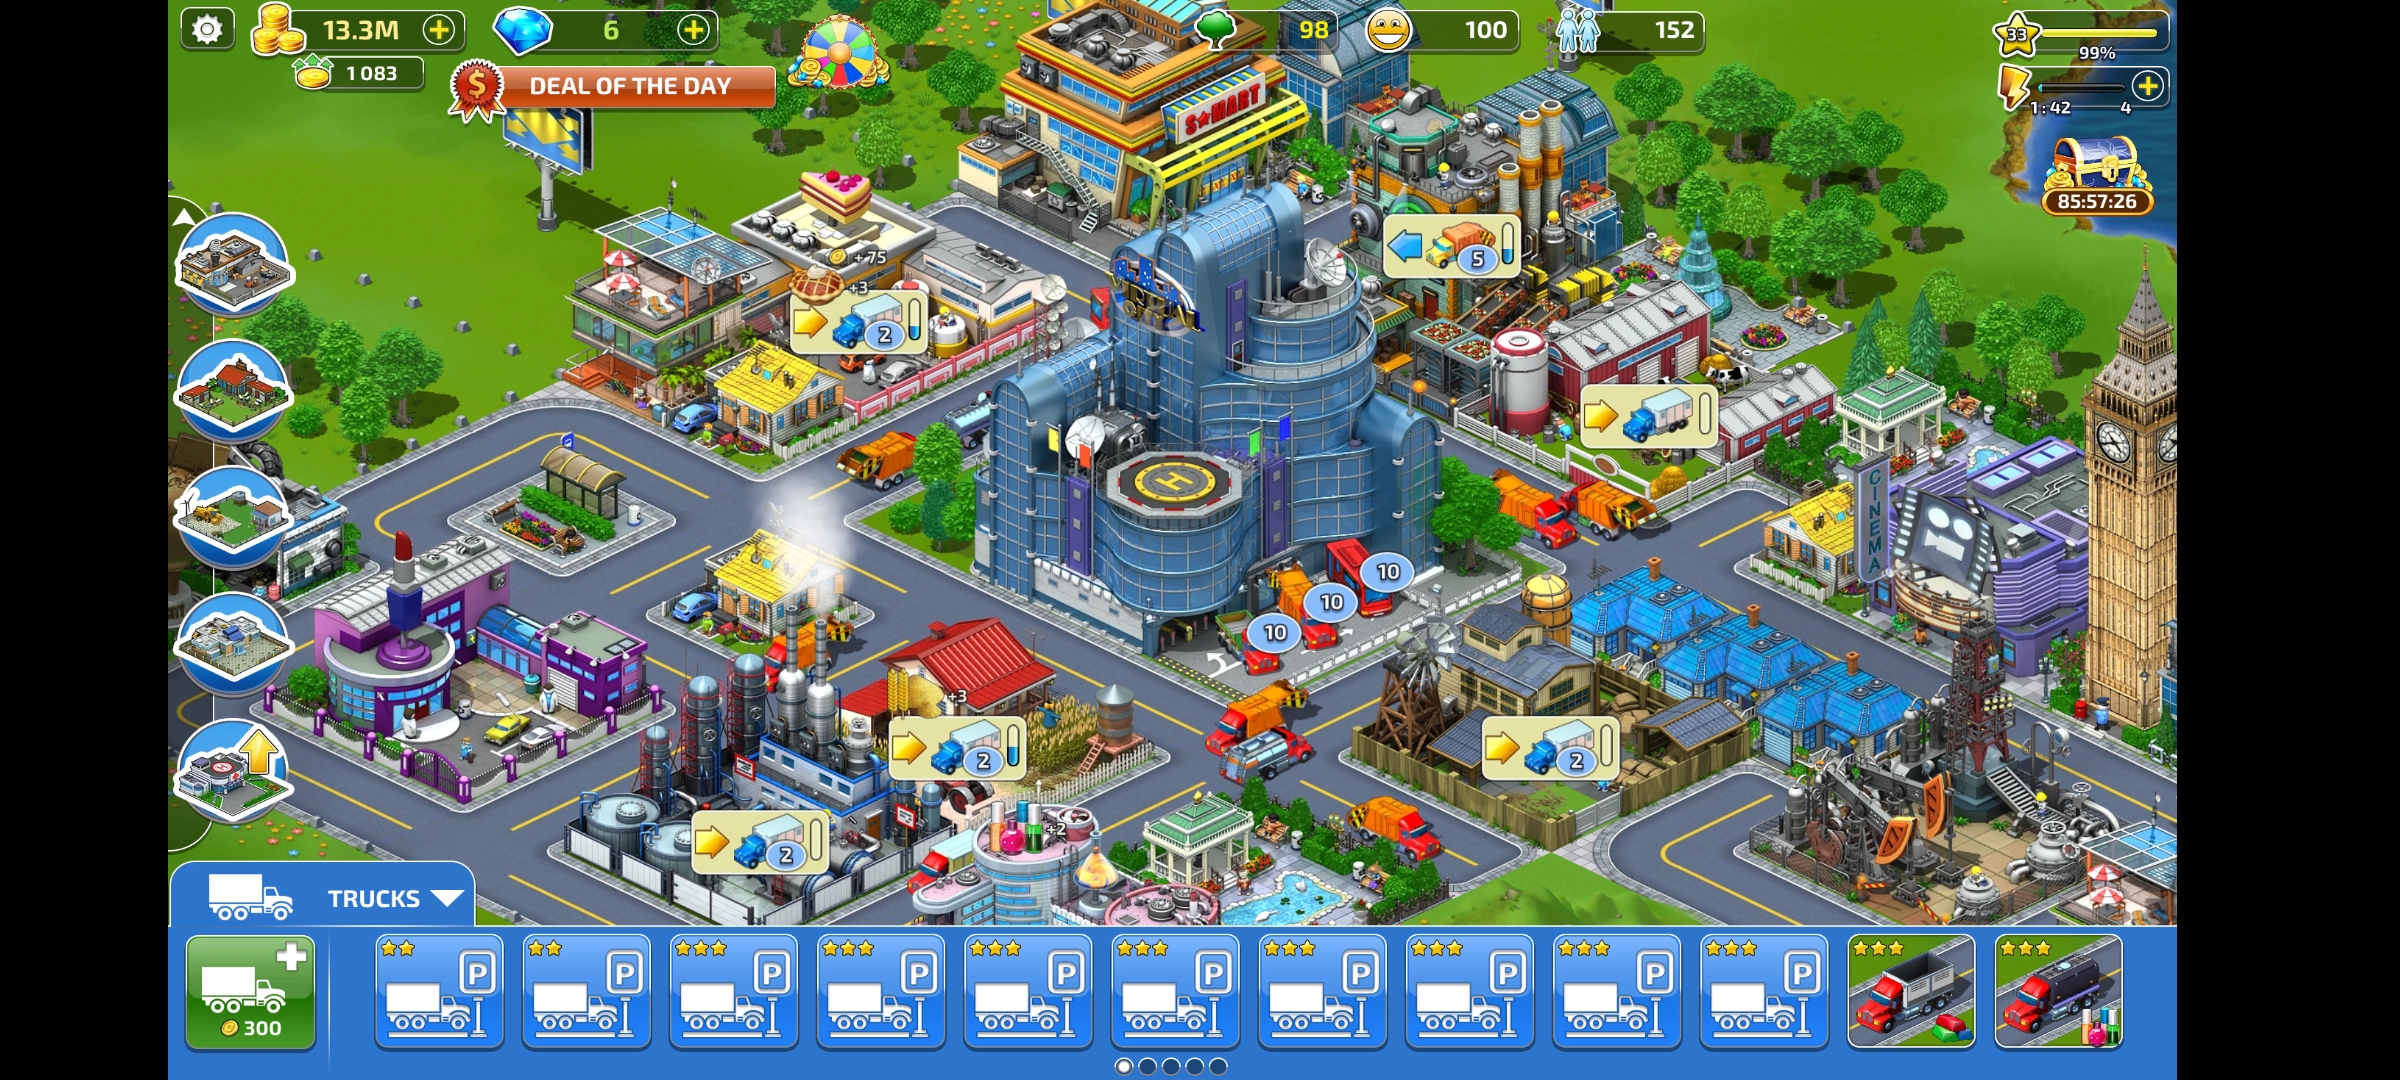 13.3M
6
98
100
152
33
99%
1 083
DEAL OF THE DAY
S★MART
1:42
4
85:57:26
+75
5
+3
2
CINEMA
H
10
10
10
+3
2
2
+2
2
TRUCKS
300
P
P
P
P
P
P
P
P
P
P